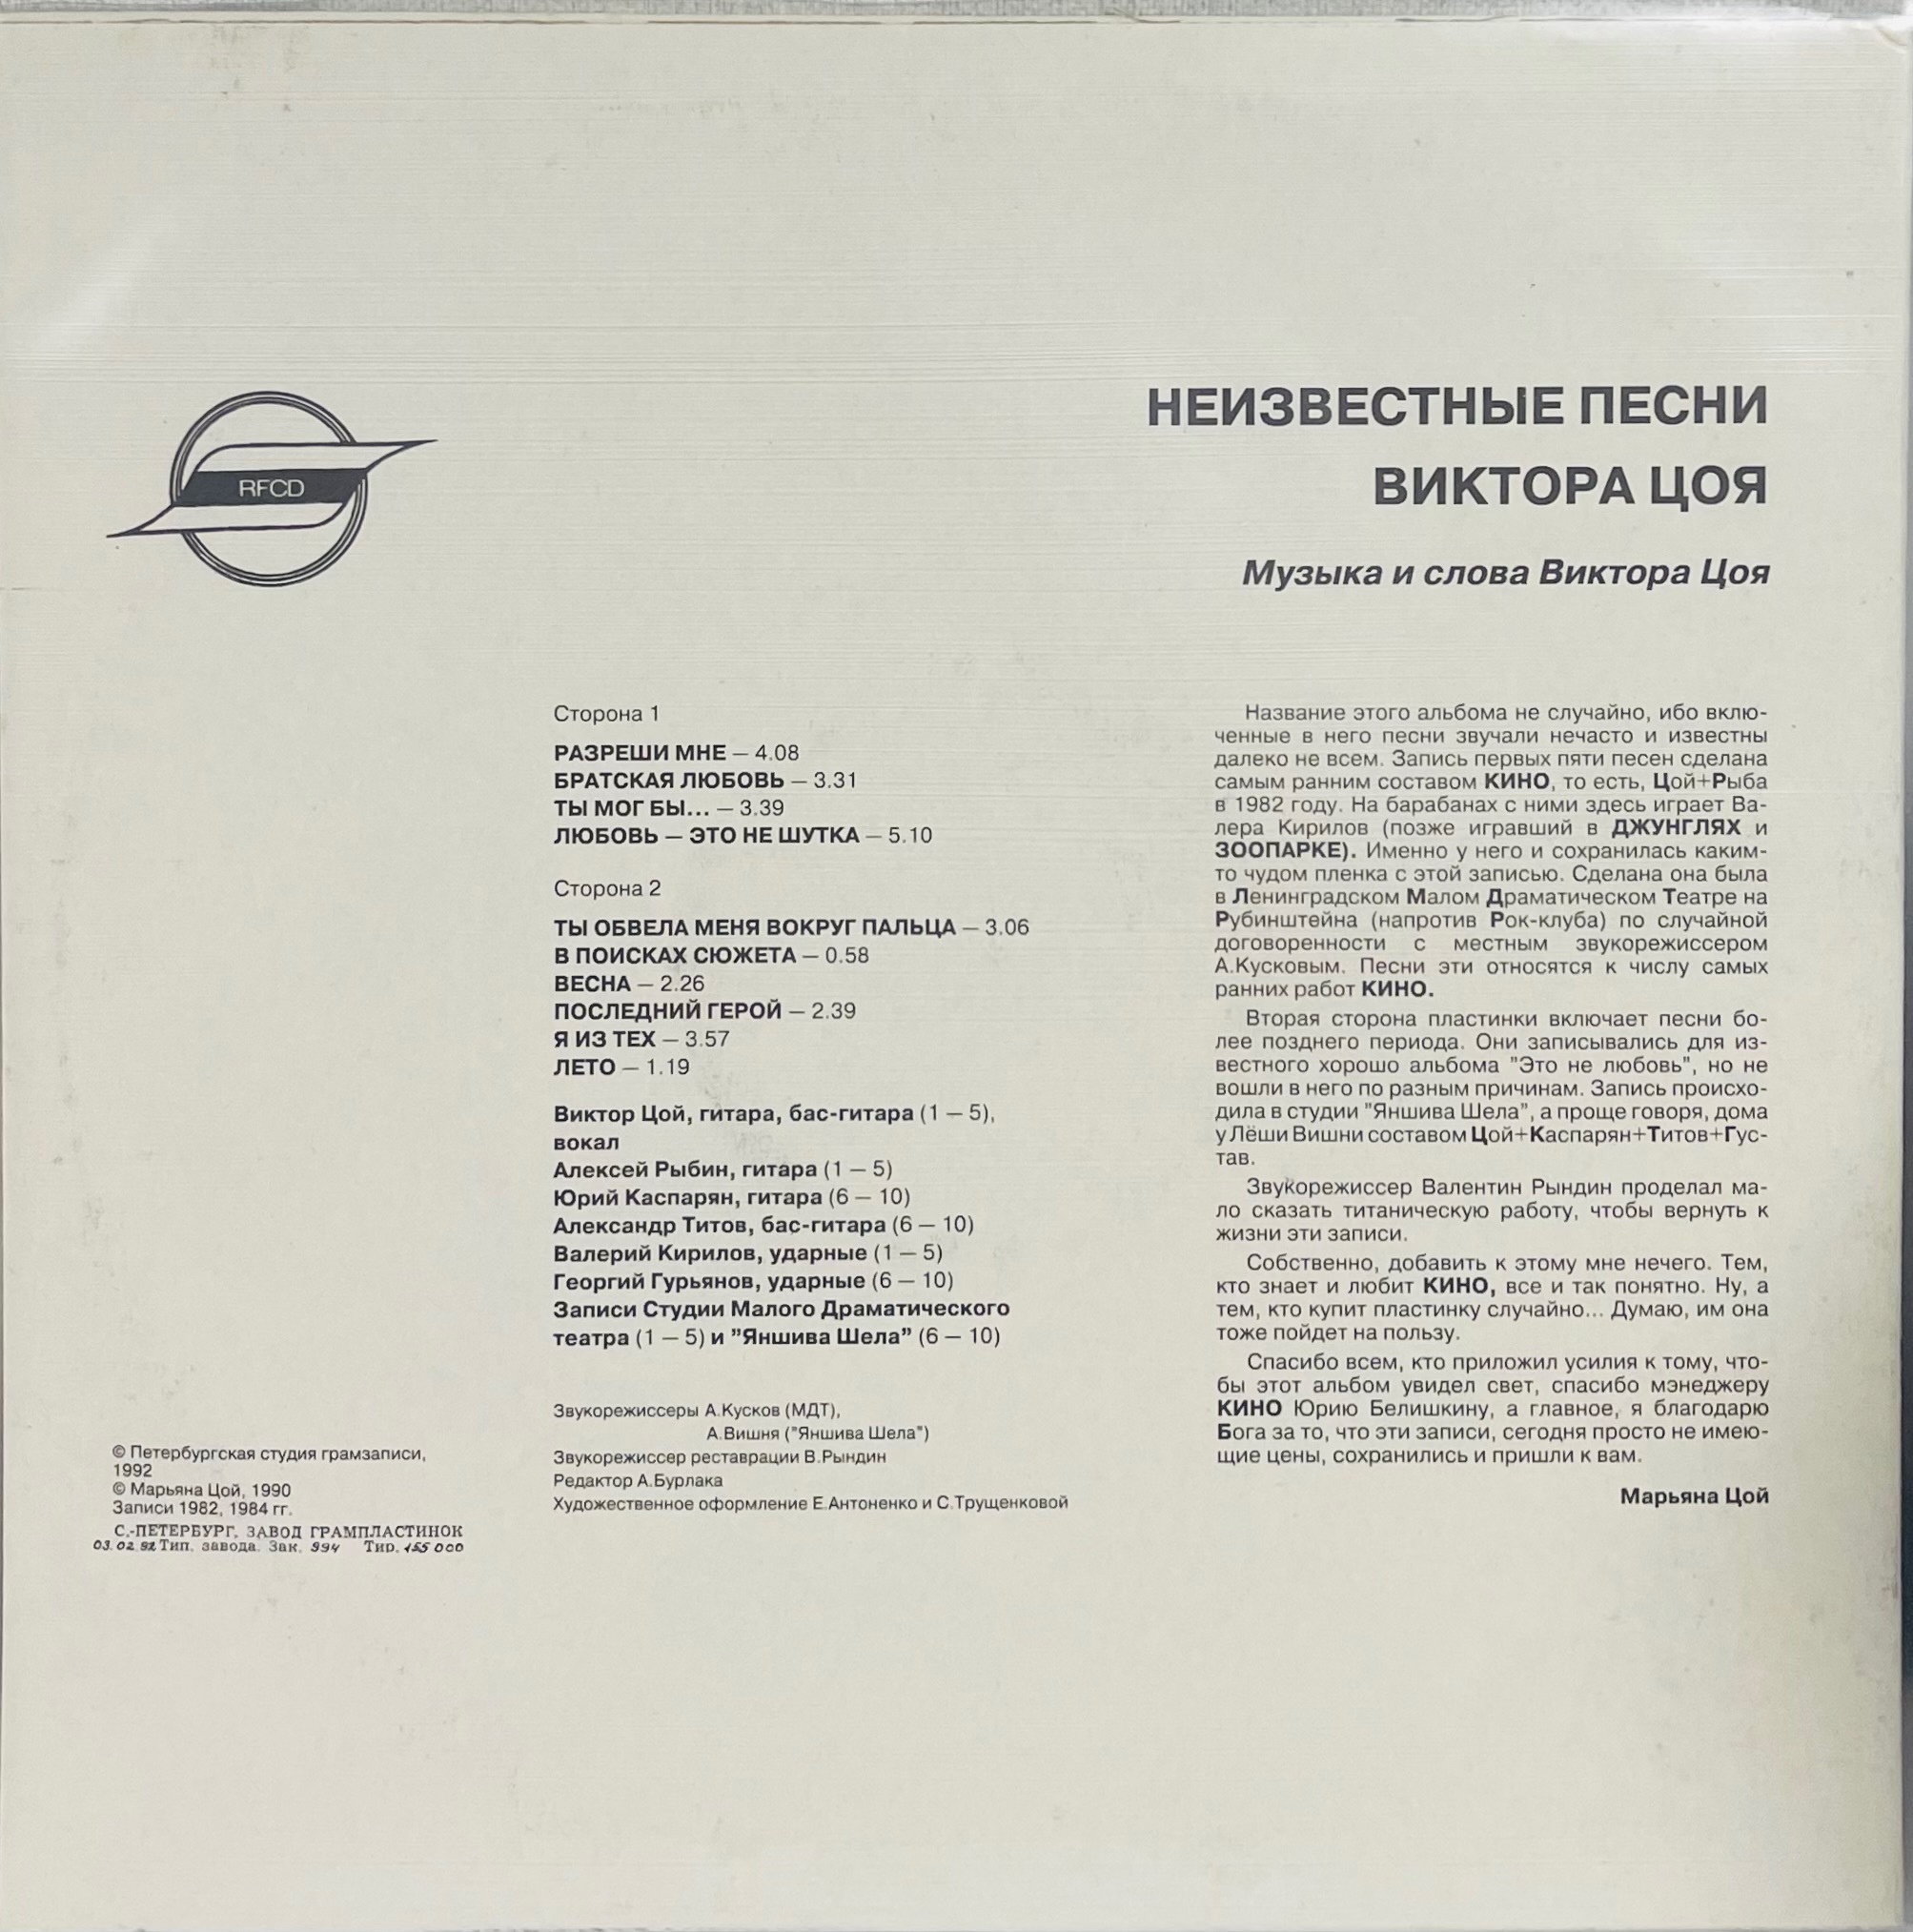 RFCD
НЕИЗВЕСТНЫЕ ПЕСНИ
ВИКТОРА ЦОЯ
Музыка и слова Виктора Цоя
Сторона 1
РАЗРЕШИ МНЕ — 4.08
БРАТСКАЯ ЛЮБОВЬ — 3.31
ТЫ МОГ БЫ... — 3.39
ЛЮБОВЬ — ЭТО НЕ ШУТКА — 5.10
Сторона 2
ТЫ ОБВЕЛА МЕНЯ ВОКРУГ ПАЛЬЦА — 3.06
В ПОИСКАХ СЮЖЕТА — 0.58
ВЕСНА — 2.26
ПОСЛЕДНИЙ ГЕРОЙ — 2.39
Я ИЗ ТЕХ — 3.57
ЛЕТО — 1.19
Виктор Цой, гитара, бас-гитара (1 — 5),
вокал
Алексей Рыбин, гитара (1 — 5)
Юрий Каспарян, гитара (6 — 10)
Александр Титов, бас-гитара (6 — 10)
Валерий Кирилов, ударные (1 — 5)
Георгий Гурьянов, ударные (6 — 10)
Записи Студии Малого Драматического
театра (1 — 5) и "Яншива Шела" (6 — 10)
Звукорежиссеры А.Кусков (МДТ),
А.Вишня ("Яншива Шела")
Звукорежиссер реставрации В.Рындин
Редактор А.Бурлака
Художественное оформление Е.Антоненко и С.Трущенковой
Название этого альбома не случайно, ибо вклю-
ченные в него песни звучали нечасто и известны
далеко не всем. Запись первых пяти песен сделана
самым ранним составом КИНО, то есть, Цой+Рыба
в 1982 году. На барабанах с ними здесь играет Ва-
лера Кирилов (позже игравший в ДЖУНГЛЯХ и
ЗООПАРКЕ). Именно у него и сохранилась каким-
то чудом пленка с этой записью. Сделана она была
в Ленинградском Малом Драматическом Театре на
Рубинштейна (напротив Рок-клуба) по случайной
договоренности с местным звукорежиссером
А.Кусковым. Песни эти относятся к числу самых
ранних работ КИНО.
Вторая сторона пластинки включает песни бо-
лее позднего периода. Они записывались для из-
вестного хорошо альбома "Это не любовь", но не
вошли в него по разным причинам. Запись происхо-
дила в студии "Яншива Шела", а проще говоря, дома
у Лёши Вишни составом Цой+Каспарян+Титов+Гус-
тав.
Звукорежиссер Валентин Рындин проделал ма-
ло сказать титаническую работу, чтобы вернуть к
жизни эти записи.
Собственно, добавить к этому мне нечего. Тем,
кто знает и любит КИНО, все и так понятно. Ну, а
тем, кто купит пластинку случайно... Думаю, им она
тоже пойдет на пользу.
Спасибо всем, кто приложил усилия к тому, что-
бы этот альбом увидел свет, спасибо мэнеджеру
КИНО Юрию Белишкину, а главное, я благодарю
Бога за то, что эти записи, сегодня просто не имею-
щие цены, сохранились и пришли к вам.
Марьяна Цой
© Петербургская студия грамзаписи,
1992
© Марьяна Цой, 1990
Записи 1982, 1984 гг.
С.-ПЕТЕРБУРГ, ЗАВОД ГРАМПЛАСТИНОК
03.02.92 Тип. завода. Зак. 994 Тир. 155 000